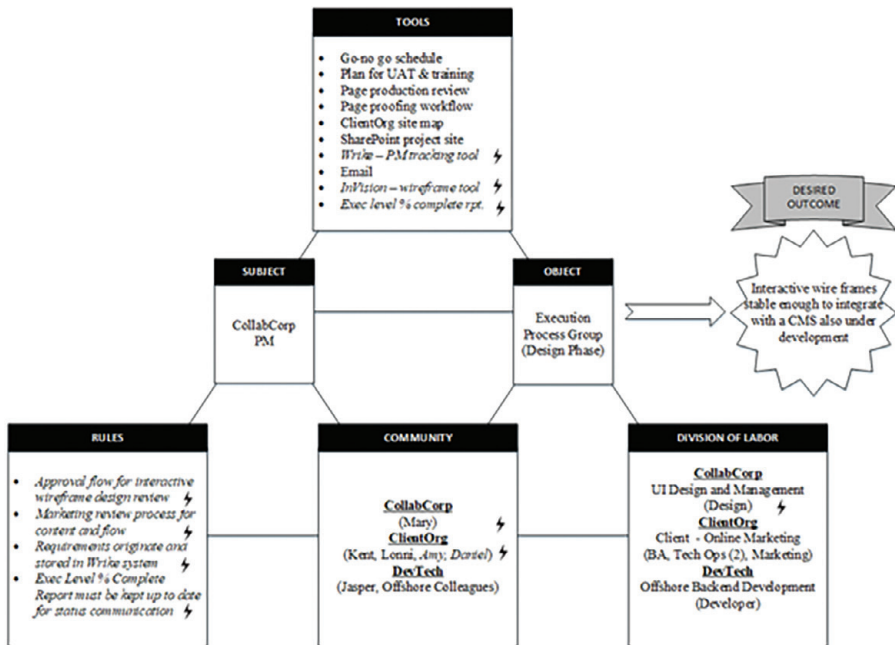 TOOLS
• Go-no go schedule
• Plan for UAT & training
• Page production review
• Page proofing workflow
• ClientOrg site map
• SharePoint project site
• Wrike – PM tracking tool
• Email
• InVision – wireframe tool
• Exec level % complete rpt.
DESIRED
OUTCOME
SUBJECT
CollabCorp
PM
OBJECT
Execution
Process Group
(Design Phase)
Interactive wire frames
stable enough to integrate
with a CMS also under
development
RULES
• Approval flow for interactive
wireframe design review
• Marketing review process for
content and flow
• Requirements originate and
stored in Wrike system
• Exec Level % Complete
Report must be kept up to date
for status communication
COMMUNITY
CollabCorp
(Mary)
ClientOrg
(Kent, Lonni, Amy, Daniel)
DevTech
(Jasper, Offshore Colleagues)
DIVISION OF LABOR
CollabCorp
UI Design and Management
(Design)
ClientOrg
Client - Online Marketing
(BA, Tech Ops (2), Marketing)
DevTech
Offshore Backend Development
(Developer)